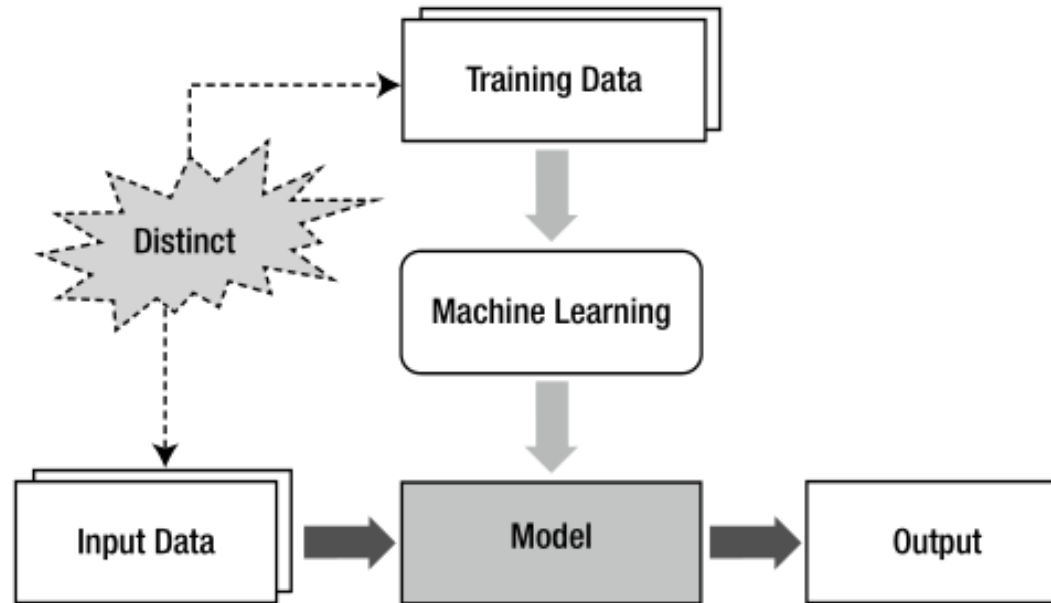 Training Data
Distinct
Machine Learning
Input Data
Model
Output